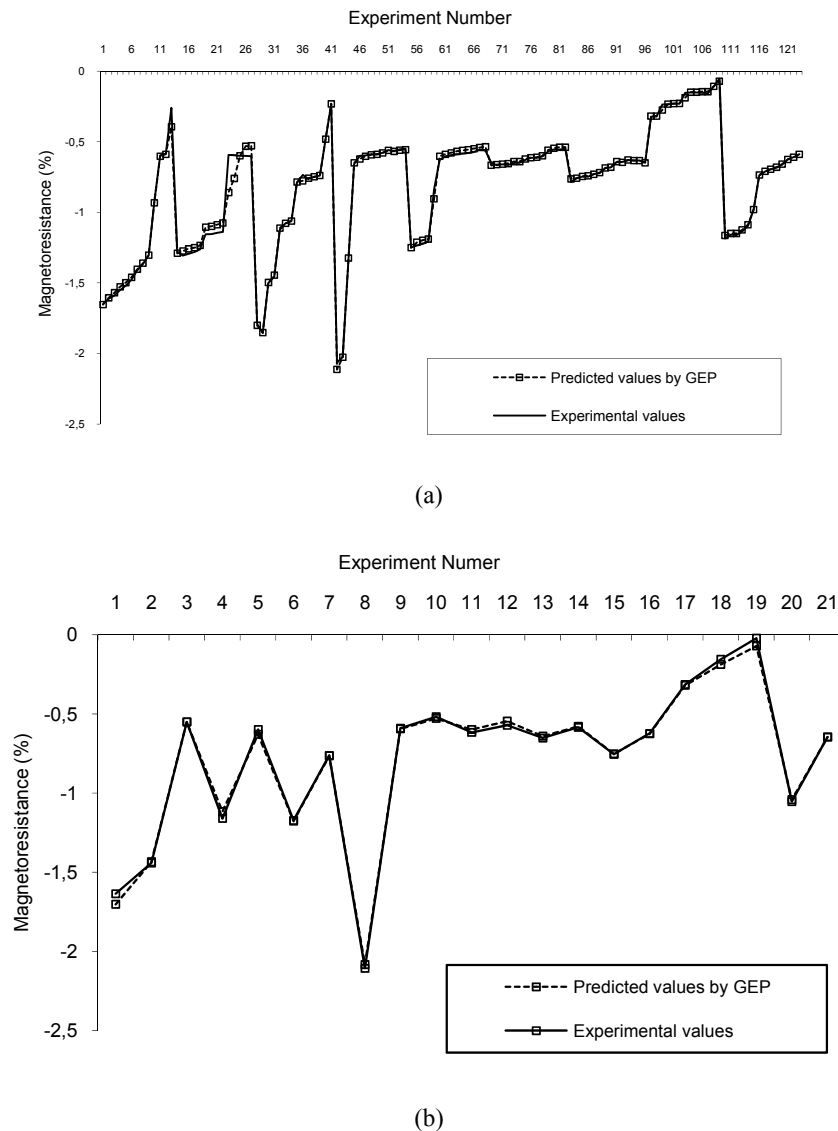 Experiment Number
1 6 11 16 21 26 31 36 41 46 51 56 61 66 71 76 81 86 91 96 101 106 111 116 121
0
-0,5
-1
-1,5
-2
-2,5
Magnetoresistance (%)
Predicted values by GEP
Experimental values
(a)
Experiment Numer
1 2 3 4 5 6 7 8 9 10 11 12 13 14 15 16 17 18 19 20 21
0
-0,5
-1
-1,5
-2
-2,5
Magnetoresistance (%)
Predicted values by GEP
Experimental values
(b)